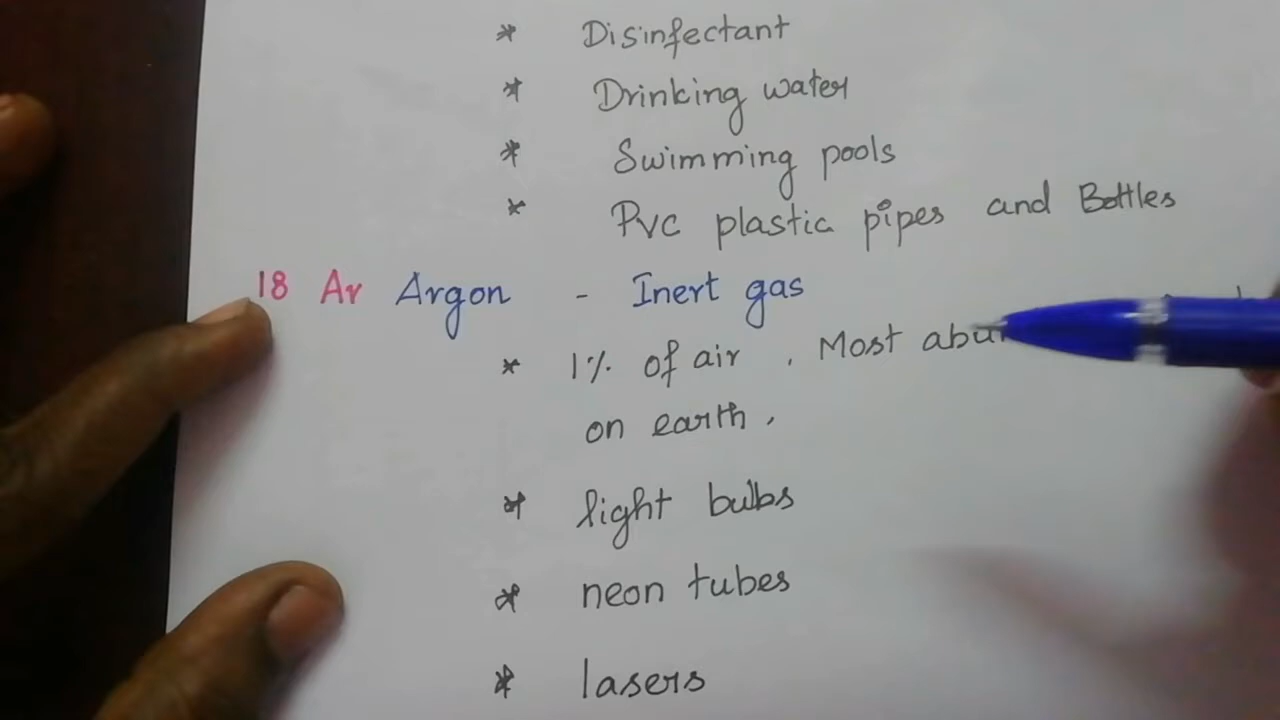 * Disinfectant
* Drinking water
* Swimming pools
* Pvc plastic pipes and Bottles
18 Ar Argon - Inert gas
* 1% of air . Most
on earth .
* light bulbs
* neon tubes
* lasers